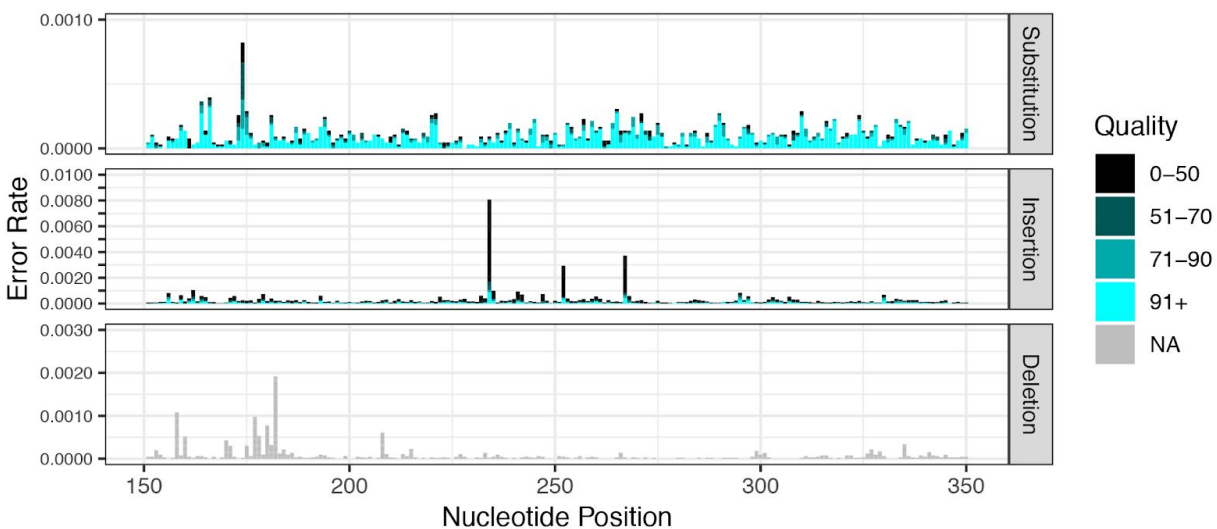 0.0010
0.0000
Substitution
0.0100
0.0080
0.0060
0.0040
0.0020
0.0000
Insertion
0.0030
0.0020
0.0010
0.0000
Deletion
Error Rate
150 200 250 300 350
Nucleotide Position
Quality
0–50
51–70
71–90
91+
NA